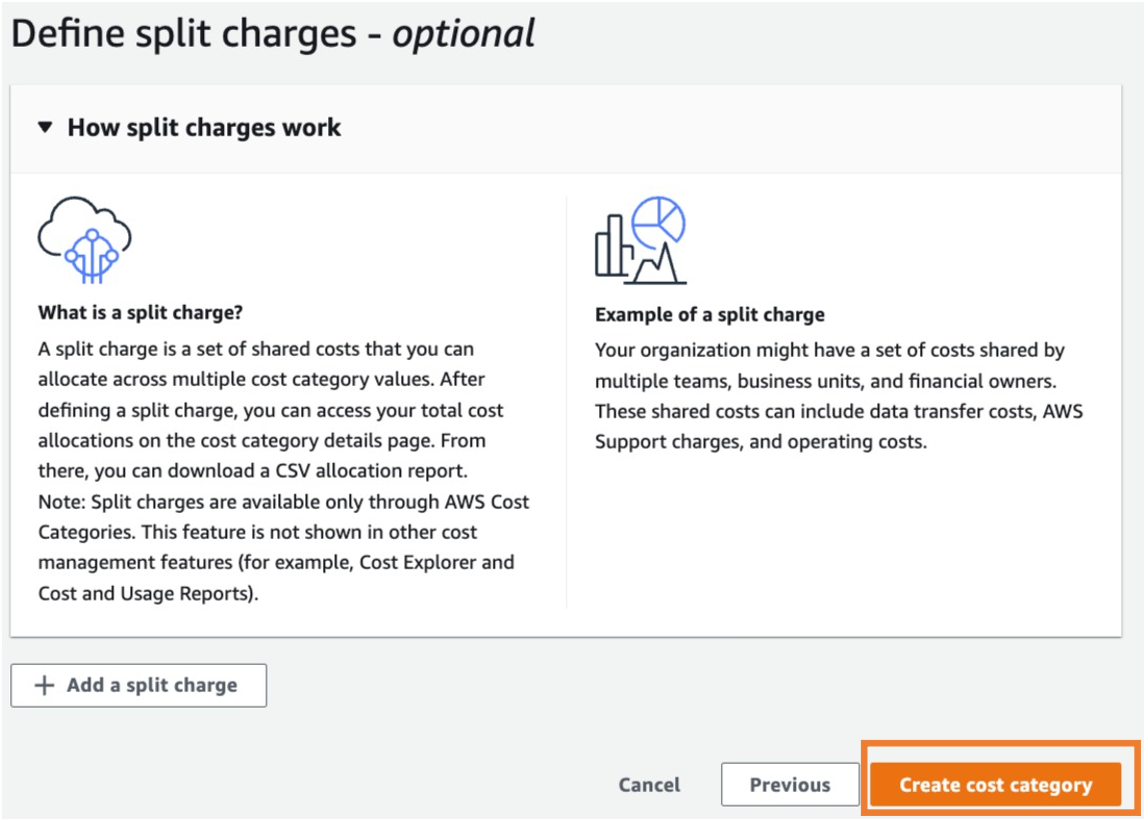 Define split charges - optional
How split charges work
What is a split charge?
A split charge is a set of shared costs that you can
allocate across multiple cost category values. After
defining a split charge, you can access your total cost
allocations on the cost category details page. From
there, you can download a CSV allocation report.
Note: Split charges are available only through AWS Cost
Categories. This feature is not shown in other cost
management features (for example, Cost Explorer and
Cost and Usage Reports).
Example of a split charge
Your organization might have a set of costs shared by
multiple teams, business units, and financial owners.
These shared costs can include data transfer costs, AWS
Support charges, and operating costs.
Add a split charge
Cancel
Previous
Create cost category